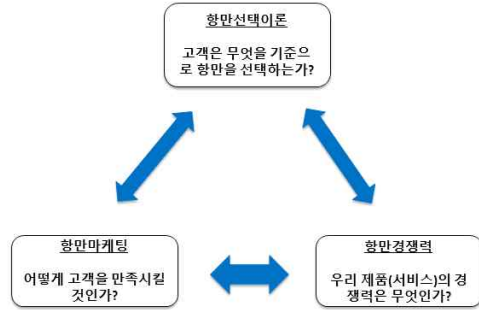 항만선택이론
고객은 무엇을 기준으
로 항만을 선택하는가?
항만마케팅
어떻게 고객을 만족시킬
것인가?
항만경쟁력
우리 제품(서비스)의 경
쟁력은 무엇인가?